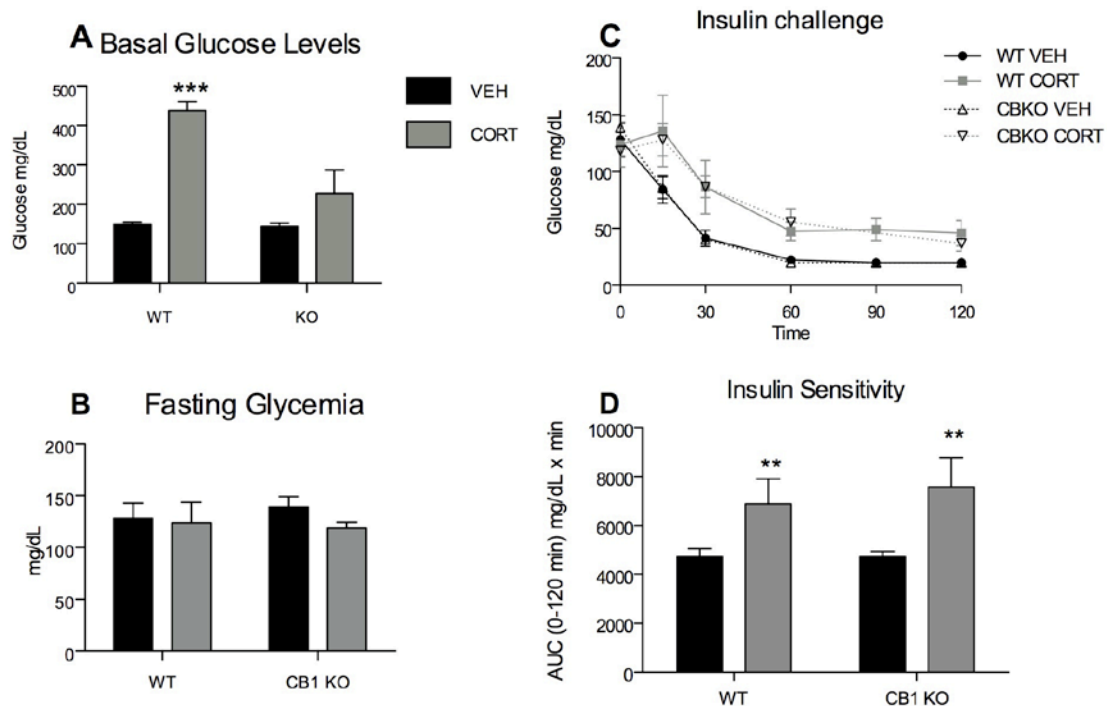 A Basal Glucose Levels
Glucose mg/dL
500
400
300
200
100
0
***
WT
KO
VEH
CORT
C
Insulin challenge
Glucose mg/dL
200
150
100
50
0
0 30 60 90 120
Time
WT VEH
WT CORT
CBKO VEH
CBKO CORT
B Fasting Glycemia
mg/dL
200
150
100
50
0
WT
CB1 KO
D
Insulin Sensitivity
AUC (0-120 min) mg/dL x min
10000
8000
6000
4000
2000
0
**
**
WT
CB1 KO